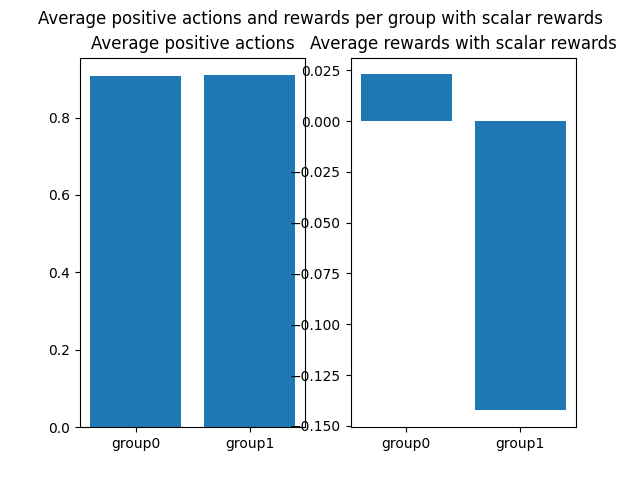 Average positive actions and rewards per group with scalar rewards
Average positive actions
0.8
0.6
0.4
0.2
0.0
group0
group1
Average rewards with scalar rewards
0.025
0.000
−0.025
−0.050
−0.075
−0.100
−0.125
−0.150
group0
group1